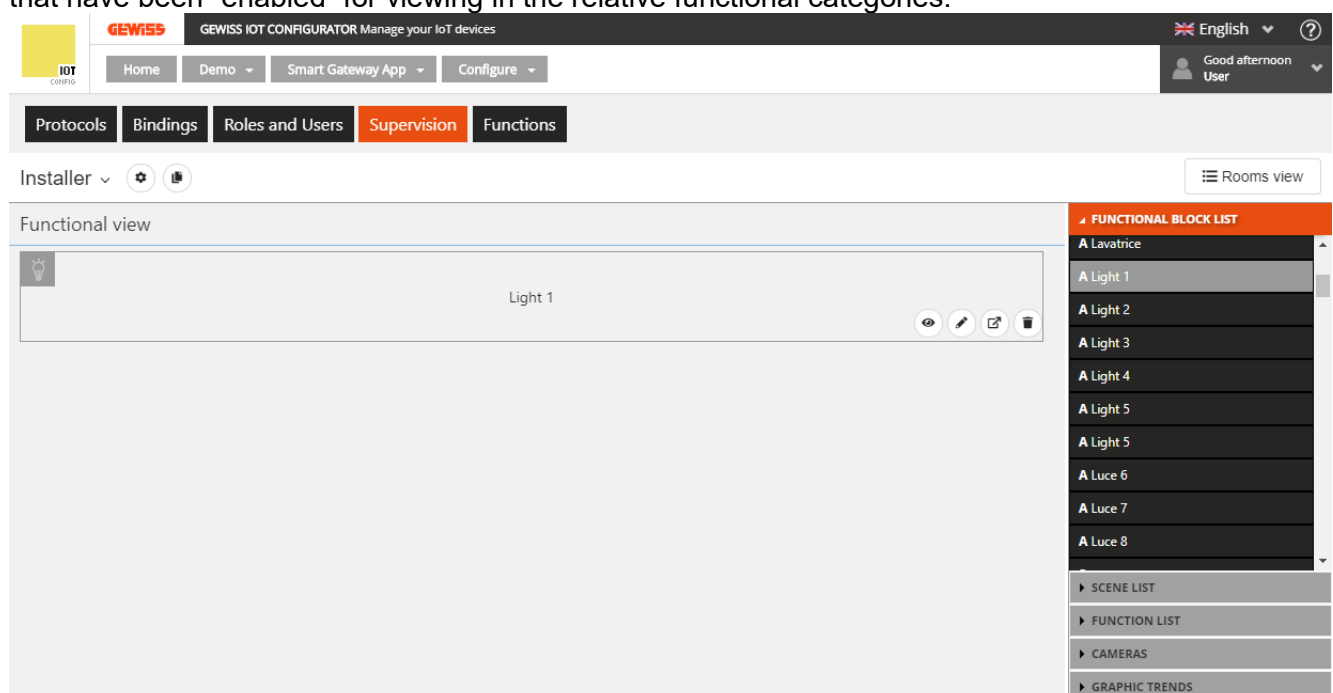 that have been "enabled" for viewing in the relative functional categories.
GEWISS GEWISS IOT CONFIGURATOR Manage your IoT devices English ?
IOT
CONFIG
Home Demo Smart Gateway App Configure
Good afternoon
User
Protocols Bindings Roles and Users Supervision Functions
Installer Rooms view
Functional view
Light 1
FUNCTIONAL BLOCK LIST
A Lavatrice
A Light 1
A Light 2
A Light 3
A Light 4
A Light 5
A Light 5
A Luce 6
A Luce 7
A Luce 8
SCENE LIST
FUNCTION LIST
CAMERAS
GRAPHIC TRENDS